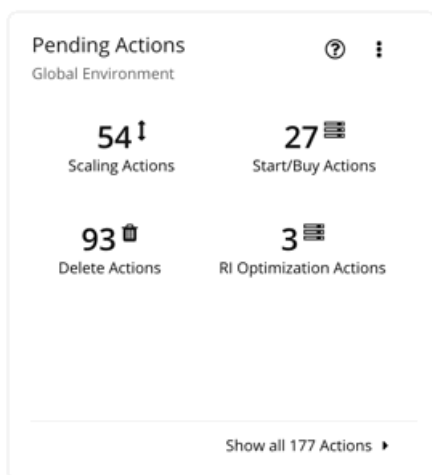 Pending Actions
Global Environment
54
Scaling Actions
27
Start/Buy Actions
93
Delete Actions
3
RI Optimization Actions
Show all 177 Actions